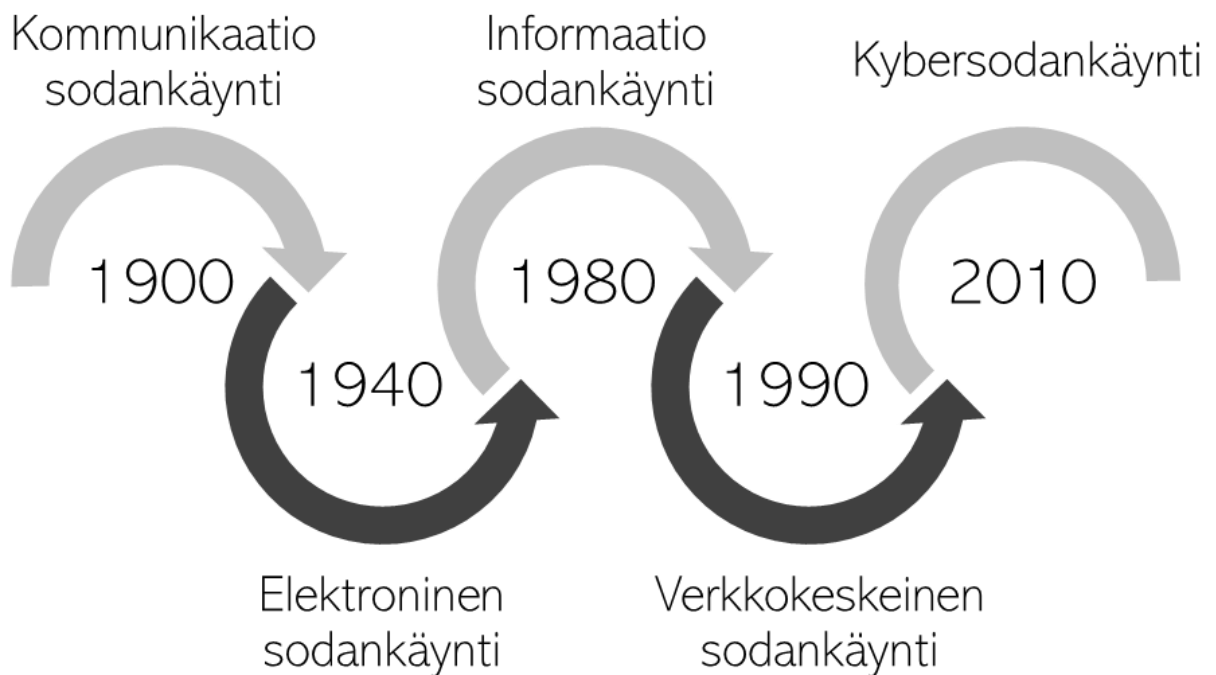 Kommunikaatio
sodankäynti
1900
Elektroninen
sodankäynti
1940
Informaatio
sodankäynti
1980
Verkkokeskeinen
sodankäynti
1990
Kybersodankäynti
2010